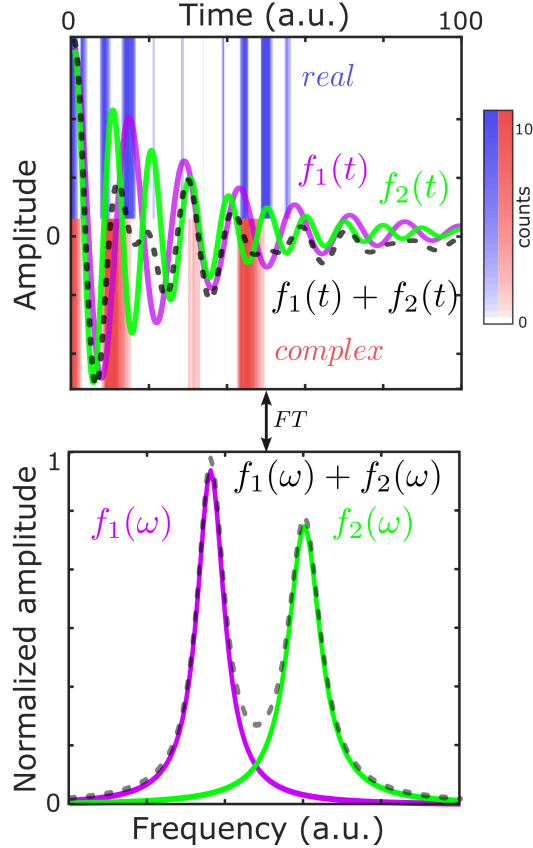 Time (a.u.)
0 100
real
f₁(t)
f₂(t)
10
counts
0
Amplitude
0
f₁(t) + f₂(t)
complex
FT
1
f₁(ω) + f₂(ω)
f₁(ω)
f₂(ω)
Normalized amplitude
0
Frequency (a.u.)